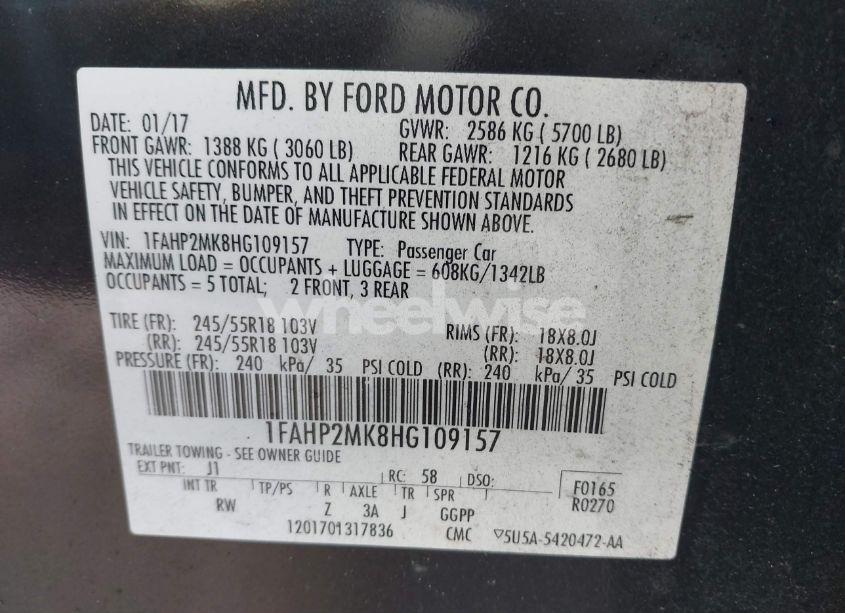 MFD. BY FORD MOTOR CO.
DATE: 01/17 GVWR: 2586 KG ( 5700 LB)
FRONT GAWR: 1388 KG ( 3060 LB) REAR GAWR: 1216 KG ( 2680 LB)
THIS VEHICLE CONFORMS TO ALL APPLICABLE FEDERAL MOTOR
VEHICLE SAFETY, BUMPER, AND THEFT PREVENTION STANDARDS
IN EFFECT ON THE DATE OF MANUFACTURE SHOWN ABOVE.
VIN: 1FAHP2MK8HG109157 TYPE: Passenger Car
MAXIMUM LOAD = OCCUPANTS + LUGGAGE = 608KG/1342LB
OCCUPANTS = 5 TOTAL; 2 FRONT, 3 REAR
wheelwise
TIRE (FR): 245/55R18 103V RIMS (FR): 18X8.0J
(RR): 245/55R18 103V (RR): 18X8.0J
PRESSURE (FR): 240 kPa/ 35 PSI COLD (RR): 240 kPa/ 35 PSI COLD
1FAHP2MK8HG109157
TRAILER TOWING - SEE OWNER GUIDE
EXT PNT: J1 RC: 58 DSO: F0165
INT TR TP/PS R AXLE TR SPR R0270
RW Z 3A J GGPP
1201701317836 CMC ▽5U5A-5420472-AA